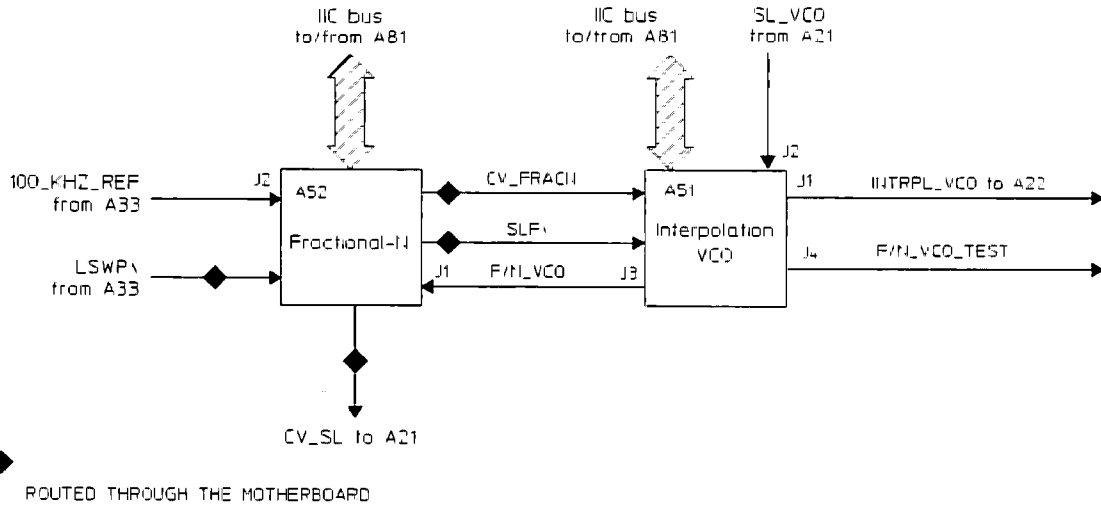 IIC bus
to/from A81
IIC bus
to/from A81
SL_VCO
from A21
J2
100_KHZ_REF
from A33
J2
A52
Fractional-N
CV_FRACN
SLF\
J1
F/N_VCO
J3
A51
Interpolation
VCO
J1
INTRPL_VCO to A22
J4
F/N_VCO_TEST
LSWP\
from A33
CV_SL to A21
ROUTED THROUGH THE MOTHERBOARD